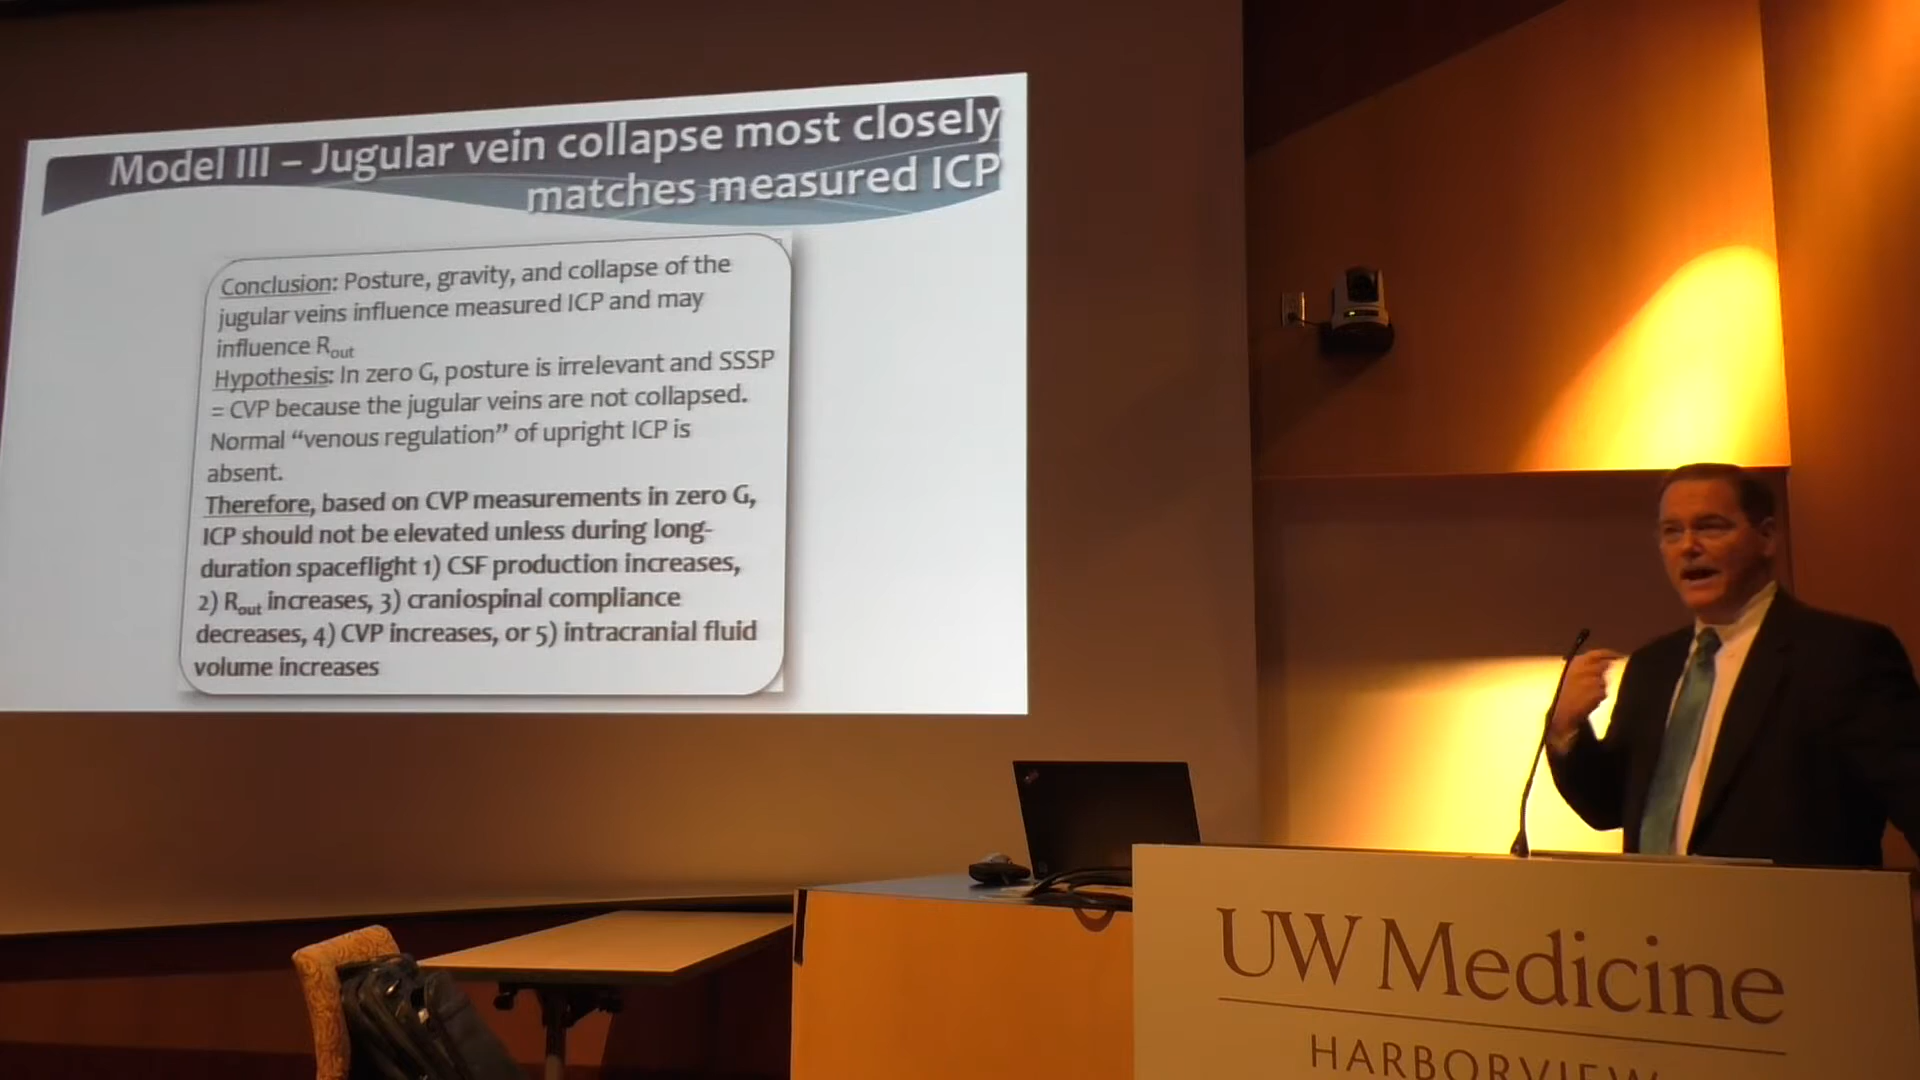 Model III – Jugular vein collapse most closely
matches measured ICP
Conclusion: Posture, gravity, and collapse of the
jugular veins influence measured ICP and may
influence Rout
Hypothesis: In zero G, posture is irrelevant and SSSP
= CVP because the jugular veins are not collapsed.
Normal “venous regulation” of upright ICP is
absent.
Therefore, based on CVP measurements in zero G,
ICP should not be elevated unless during long-
duration spaceflight 1) CSF production increases,
2) Rout increases, 3) craniospinal compliance
decreases, 4) CVP increases, or 5) intracranial fluid
volume increases
UW Medicine
HARBORVIEW